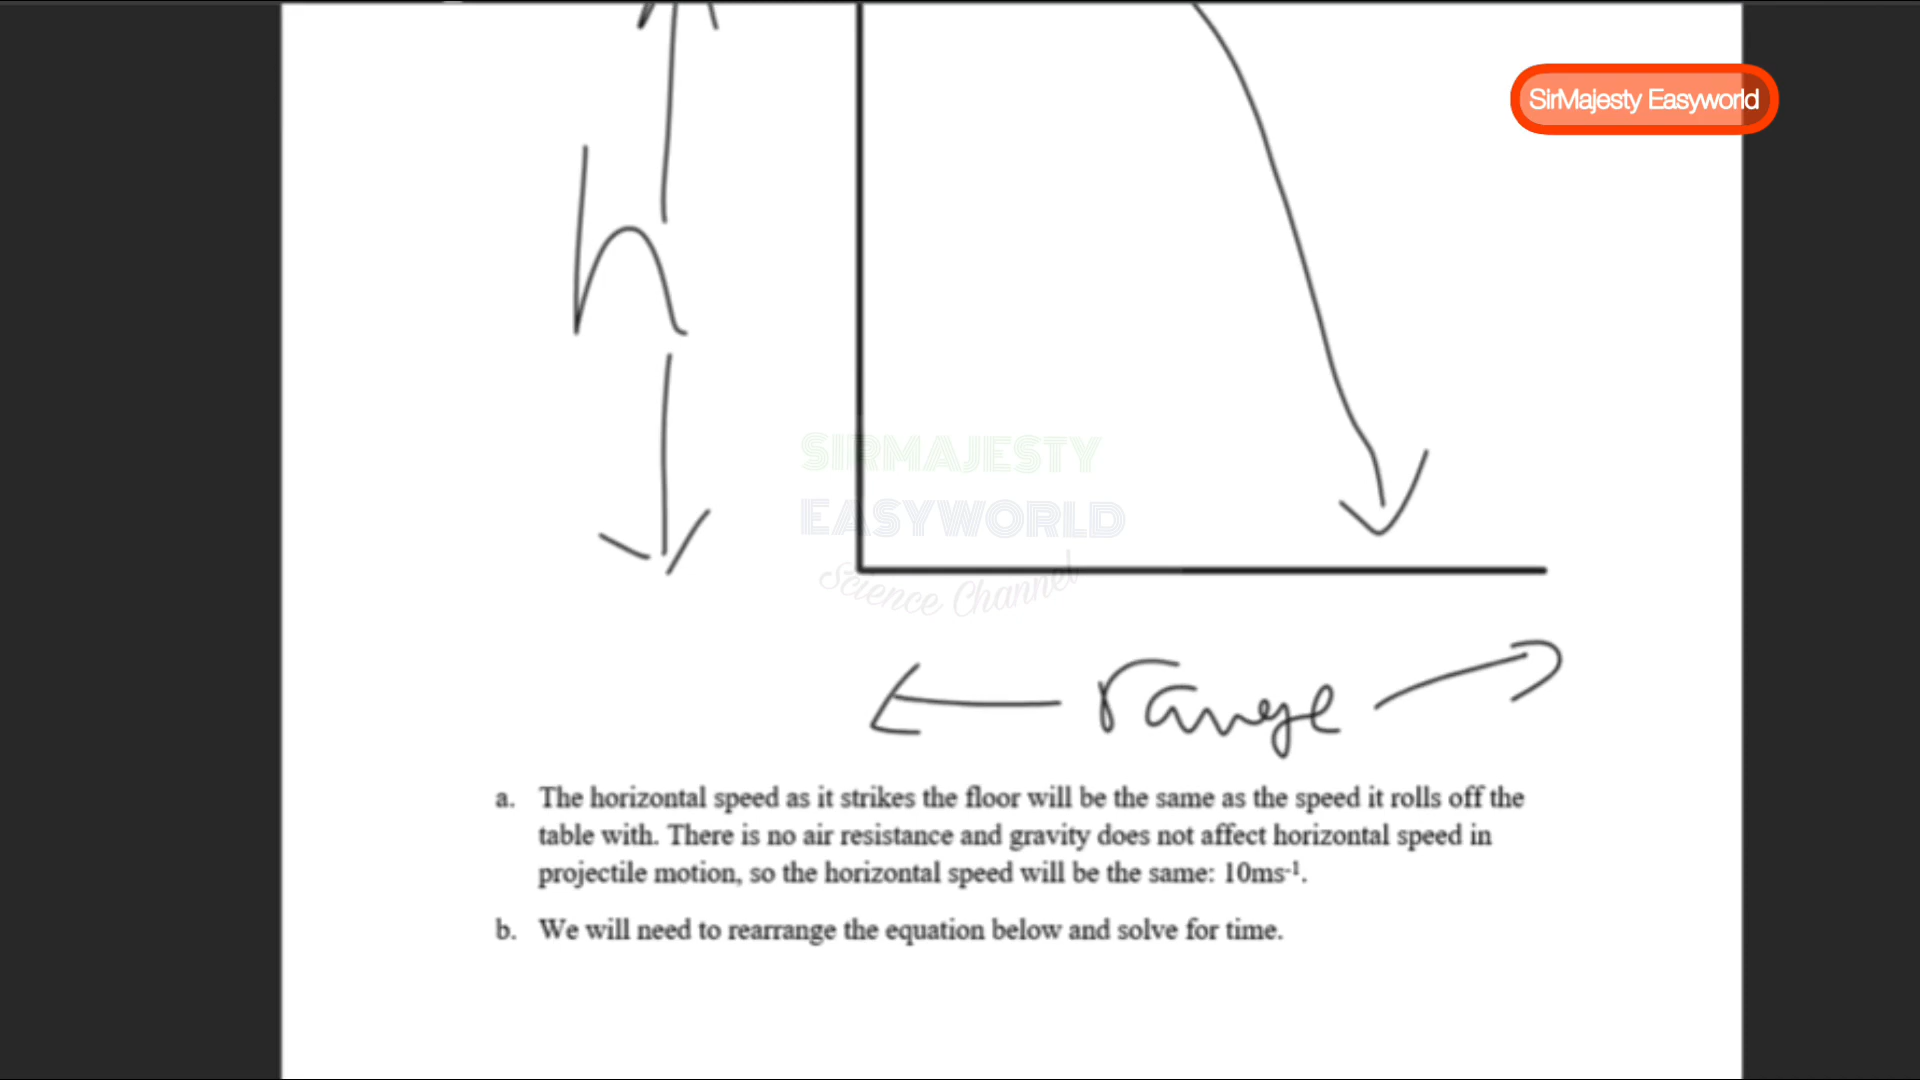 SirMajesty Easyworld
h
SIRMAJESTY
EASYWORLD
Science Channel
range
a. The horizontal speed as it strikes the floor will be the same as the speed it rolls off the
table with. There is no air resistance and gravity does not affect horizontal speed in
projectile motion, so the horizontal speed will be the same: 10ms⁻¹.
b. We will need to rearrange the equation below and solve for time.